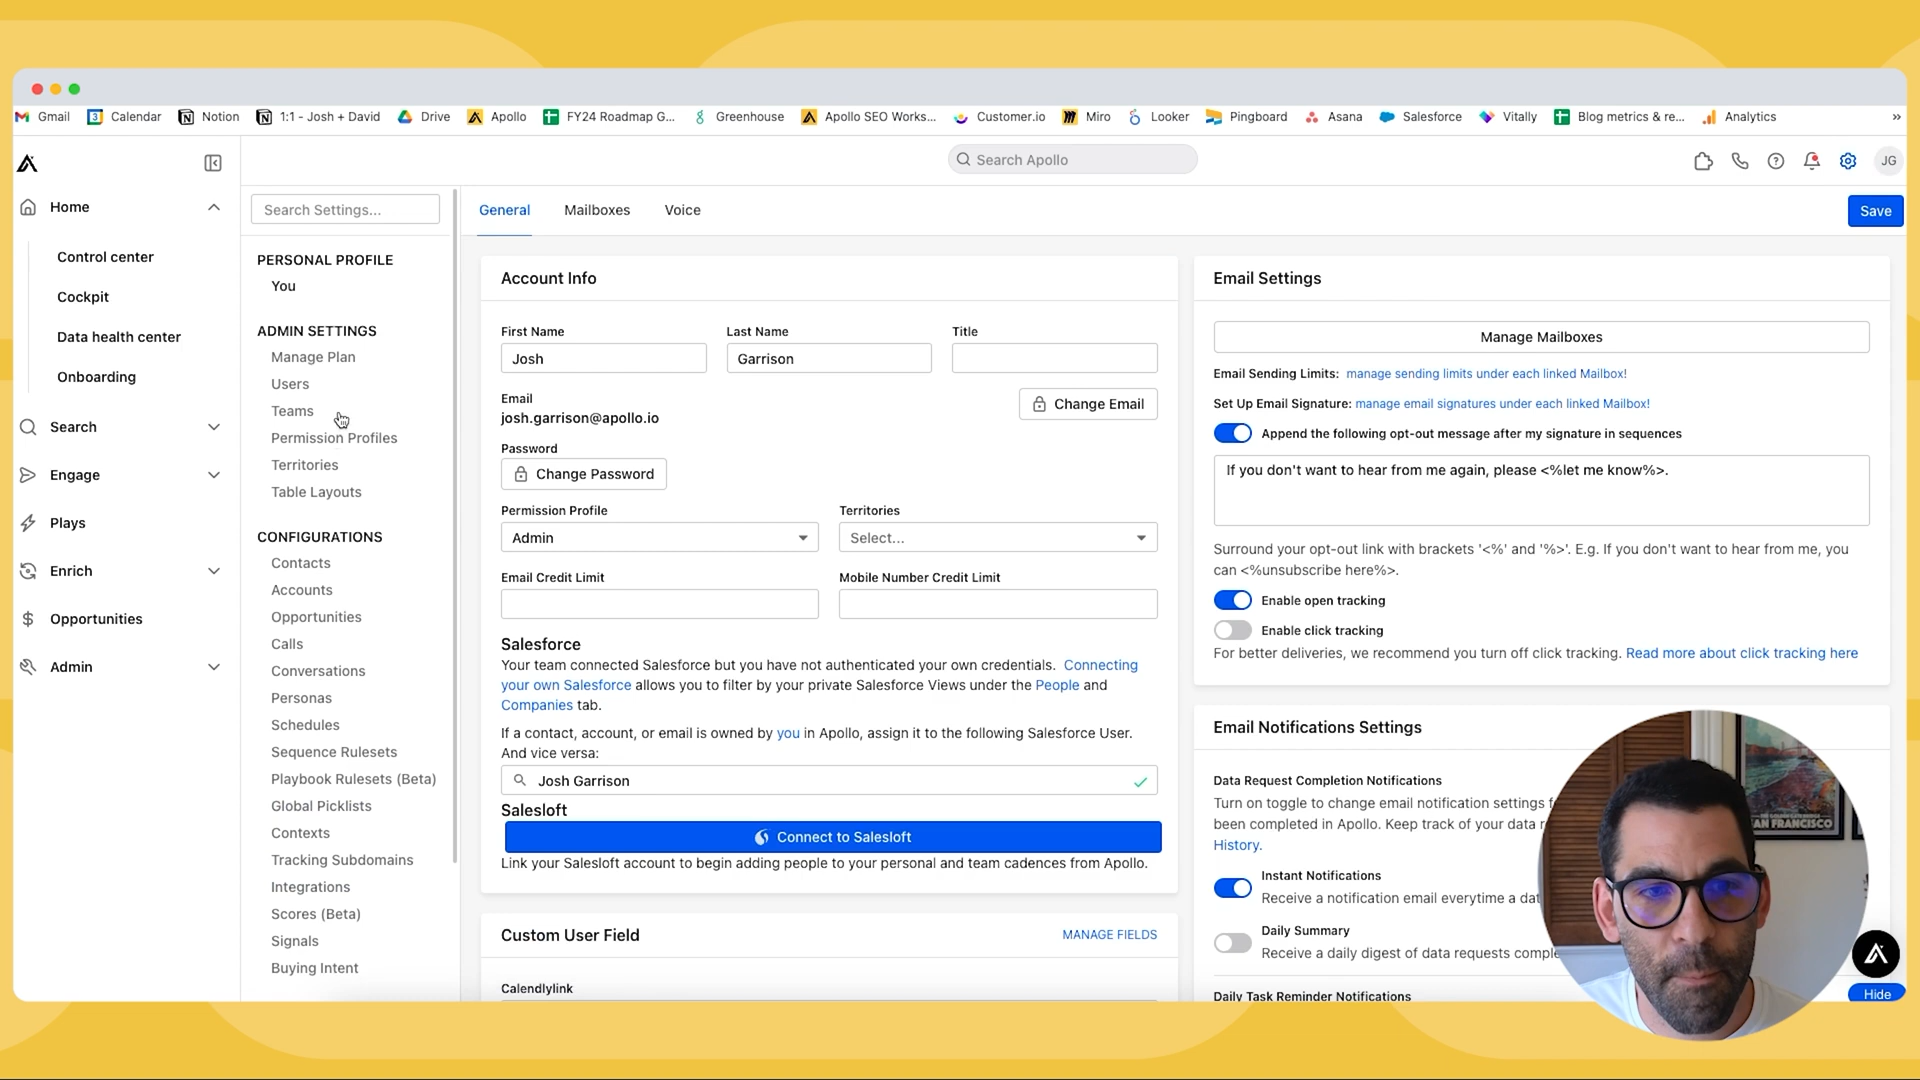 Gmail
Calendar
Notion
1:1 - Josh + David
Drive
Apollo
FY24 Roadmap G...
Greenhouse
Apollo SEO Works...
Customer.io
Miro
Looker
Pingboard
Asana
Salesforce
Vitally
Blog metrics & re...
Analytics
»
Search Apollo
JG
Home
Control center
Cockpit
Data health center
Onboarding
Search
Engage
Plays
Enrich
Opportunities
Admin
Search Settings...
PERSONAL PROFILE
You
ADMIN SETTINGS
Manage Plan
Users
Teams
Permission Profiles
Territories
Table Layouts
CONFIGURATIONS
Contacts
Accounts
Opportunities
Calls
Conversations
Personas
Schedules
Sequence Rulesets
Playbook Rulesets (Beta)
Global Picklists
Contexts
Tracking Subdomains
Integrations
Scores (Beta)
Signals
Buying Intent
General
Mailboxes
Voice
Save
Account Info
First Name
Last Name
Title
Josh
Garrison
Email
josh.garrison@apollo.io
Change Email
Password
Change Password
Permission Profile
Territories
Admin
Select...
Email Credit Limit
Mobile Number Credit Limit
Salesforce
Your team connected Salesforce but you have not authenticated your own credentials. Connecting
your own Salesforce allows you to filter by your private Salesforce Views under the People and
Companies tab.
If a contact, account, or email is owned by you in Apollo, assign it to the following Salesforce User.
And vice versa:
Josh Garrison
Salesloft
Connect to Salesloft
Link your Salesloft account to begin adding people to your personal and team cadences from Apollo.
Custom User Field
MANAGE FIELDS
Calendlylink
Email Settings
Manage Mailboxes
Email Sending Limits: manage sending limits under each linked Mailbox!
Set Up Email Signature: manage email signatures under each linked Mailbox!
Append the following opt-out message after my signature in sequences
If you don't want to hear from me again, please <%let me know%>.
Surround your opt-out link with brackets '<%' and '%>'. E.g. If you don't want to hear from me, you
can <%unsubscribe here%>.
Enable open tracking
Enable click tracking
For better deliveries, we recommend you turn off click tracking. Read more about click tracking here
Email Notifications Settings
Data Request Completion Notifications
Turn on toggle to change email notification settings
been completed in Apollo. Keep track of your data
History.
Instant Notifications
Receive a notification email everytime a
Daily Summary
Receive a daily digest of data requests
Daily Task Reminder Notifications
SAN FRANCISCO
Hide